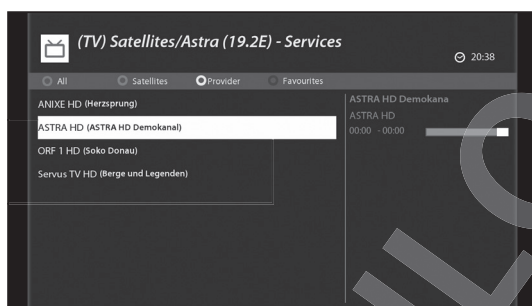 (TV) Satellites/Astra (19.2E) - Services
20:38
All Satellites Provider Favourites
ANIXE HD (Herzsprung)
ASTRA HD (ASTRA HD Demokanal)
ORF 1 HD (Soko Donau)
Servus TV HD (Berge und Legenden)
ASTRA HD Demokana
ASTRA HD
00:00 - 00:00